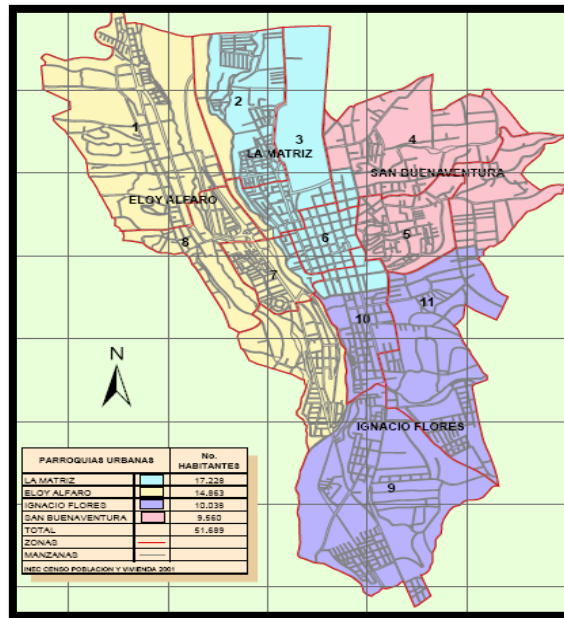 2
3
4
1
LA MATRIZ
SAN BUENAVENTURA
ELOY ALFARO
6
5
8
7
11
10
N
IGNACIO FLORES
9
PARROQUIAS URBANAS No. HABITANTES
LA MATRIZ 17.228
ELOY ALFARO 14.863
IGNACIO FLORES 10.038
SAN BUENAVENTURA 9.560
TOTAL 51.689
ZONAS
MANZANAS
INEC CENSO POBLACION Y VIVIENDA 2001